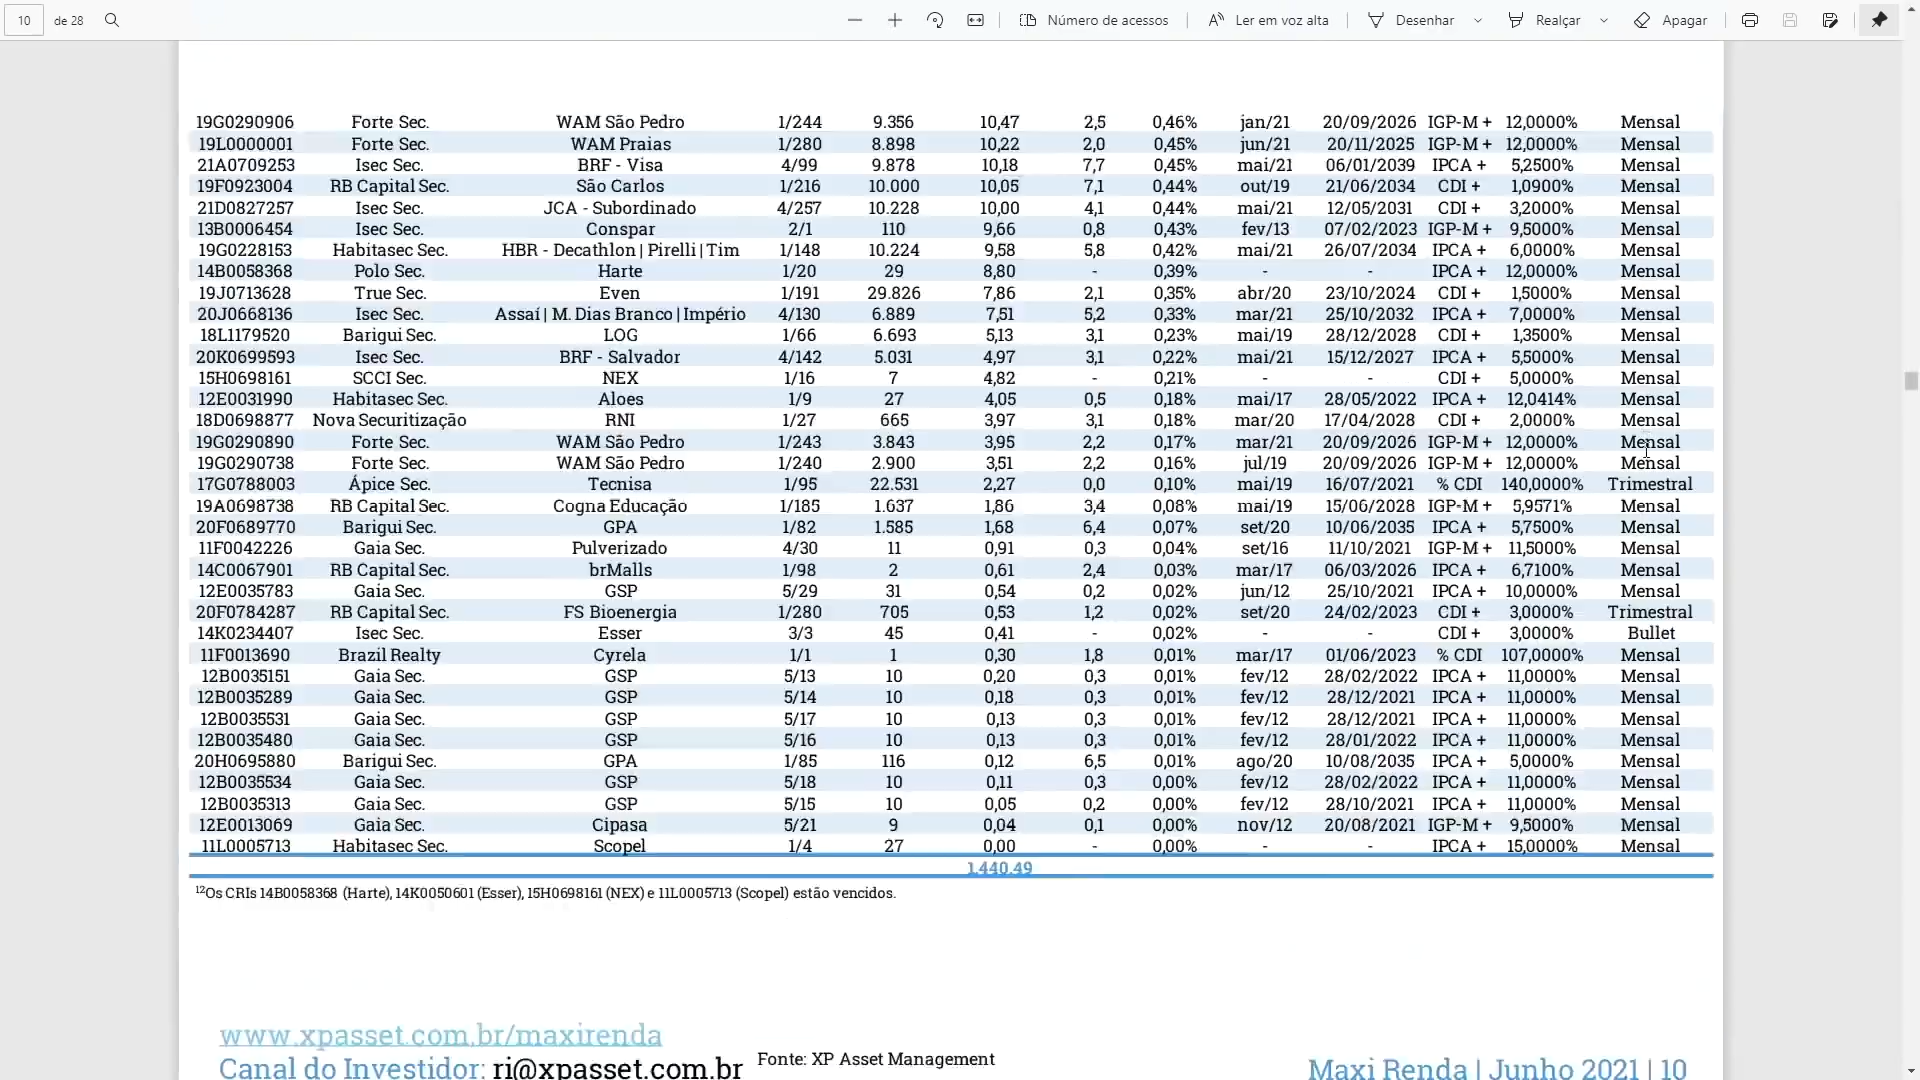 10 de 28 Número de acessos Ler em voz alta Desenhar Realçar Apagar
19G0290906 Forte Sec. WAM São Pedro 1/244 9.356 10,47 2,5 0,46% jan/21 20/09/2026 IGP-M + 12,0000% Mensal
19L0000001 Forte Sec. WAM Praias 1/280 8.898 10,22 2,0 0,45% jun/21 20/11/2025 IGP-M + 12,0000% Mensal
21A0709253 Isec Sec. BRF - Visa 4/99 9.878 10,18 7,7 0,45% mai/21 06/01/2039 IPCA + 5,2500% Mensal
19F0923004 RB Capital Sec. São Carlos 1/216 10.000 10,05 7,1 0,44% out/19 21/06/2034 CDI + 1,0900% Mensal
21D0827257 Isec Sec. JCA - Subordinado 4/257 10.228 10,00 4,1 0,44% mai/21 12/05/2031 CDI + 3,2000% Mensal
13B0006454 Isec Sec. Conspar 2/1 110 9,66 0,8 0,43% fev/13 07/02/2023 IGP-M + 9,5000% Mensal
19G0228153 Habitasec Sec. HBR - Decathlon | Pirelli | Tim 1/148 10.224 9,58 5,8 0,42% mai/21 26/07/2034 IPCA + 6,0000% Mensal
14B0058368 Polo Sec. Harte 1/20 29 8,80 - 0,39% - - IPCA + 12,0000% Mensal
19J0713628 True Sec. Even 1/191 29.826 7,86 2,1 0,35% abr/20 23/10/2024 CDI + 1,5000% Mensal
20J0668136 Isec Sec. Assaí | M. Dias Branco | Império 4/130 6.889 7,51 5,2 0,33% mar/21 25/10/2032 IPCA + 7,0000% Mensal
18L1179520 Barigui Sec. LOG 1/66 6.693 5,13 3,1 0,23% mai/19 28/12/2028 CDI + 1,3500% Mensal
20K0699593 Isec Sec. BRF - Salvador 4/142 5.031 4,97 3,1 0,22% mai/21 15/12/2027 IPCA + 5,5000% Mensal
15H0698161 SCCI Sec. NEX 1/16 7 4,82 - 0,21% - - CDI + 5,0000% Mensal
12E0031990 Habitasec Sec. Aloes 1/9 27 4,05 0,5 0,18% mai/17 28/05/2022 IPCA + 12,0414% Mensal
18D0698877 Nova Securitização RNI 1/27 665 3,97 3,1 0,18% mar/20 17/04/2028 CDI + 2,0000% Mensal
19G0290890 Forte Sec. WAM São Pedro 1/243 3.843 3,95 2,2 0,17% mar/21 20/09/2026 IGP-M + 12,0000% Mensal
19G0290738 Forte Sec. WAM São Pedro 1/240 2.900 3,51 2,2 0,16% jul/19 20/09/2026 IGP-M + 12,0000% Mensal
17G0788003 Ápice Sec. Tecnisa 1/95 22.531 2,27 0,0 0,10% mai/19 16/07/2021 % CDI 140,0000% Trimestral
19A0698738 RB Capital Sec. Cogna Educação 1/185 1.637 1,86 3,4 0,08% mai/19 15/06/2028 IGP-M + 5,9571% Mensal
20F0689770 Barigui Sec. GPA 1/82 1.585 1,68 6,4 0,07% set/20 10/06/2035 IPCA + 5,7500% Mensal
11F0042226 Gaia Sec. Pulverizado 4/30 11 0,91 0,3 0,04% set/16 11/10/2021 IGP-M + 11,5000% Mensal
14C0067901 RB Capital Sec. brMalls 1/98 2 0,61 2,4 0,03% mar/17 06/03/2026 IPCA + 6,7100% Mensal
12E0035783 Gaia Sec. GSP 5/29 31 0,54 0,2 0,02% jun/12 25/10/2021 IPCA + 10,0000% Mensal
20F0784287 RB Capital Sec. FS Bioenergia 1/280 705 0,53 1,2 0,02% set/20 24/02/2023 CDI + 3,0000% Trimestral
14K0234407 Isec Sec. Esser 3/3 45 0,41 - 0,02% - - CDI + 3,0000% Bullet
11F0013690 Brazil Realty Cyrela 1/1 1 0,30 1,8 0,01% mar/17 01/06/2023 % CDI 107,0000% Mensal
12B0035151 Gaia Sec. GSP 5/13 10 0,20 0,3 0,01% fev/12 28/02/2022 IPCA + 11,0000% Mensal
12B0035289 Gaia Sec. GSP 5/14 10 0,18 0,3 0,01% fev/12 28/12/2021 IPCA + 11,0000% Mensal
12B0035531 Gaia Sec. GSP 5/17 10 0,13 0,3 0,01% fev/12 28/12/2021 IPCA + 11,0000% Mensal
12B0035480 Gaia Sec. GSP 5/16 10 0,13 0,3 0,01% fev/12 28/01/2022 IPCA + 11,0000% Mensal
20H0695880 Barigui Sec. GPA 1/85 116 0,12 6,5 0,01% ago/20 10/08/2035 IPCA + 5,0000% Mensal
12B0035534 Gaia Sec. GSP 5/18 10 0,11 0,3 0,00% fev/12 28/02/2022 IPCA + 11,0000% Mensal
12B0035313 Gaia Sec. GSP 5/15 10 0,05 0,2 0,00% fev/12 28/10/2021 IPCA + 11,0000% Mensal
12E0013069 Gaia Sec. Cipasa 5/21 9 0,04 0,1 0,00% nov/12 20/08/2021 IGP-M + 9,5000% Mensal
11L0005713 Habitasec Sec. Scopel 1/4 27 0,00 - 0,00% - - IPCA + 15,0000% Mensal
1.440,49
¹²Os CRIs 14B0058368 (Harte), 14K0050601 (Esser), 15H0698161 (NEX) e 11L0005713 (Scopel) estão vencidos.
www.xpasset.com.br/maxirenda
Canal do Investidor: ri@xpasset.com.br Fonte: XP Asset Management Maxi Renda | Junho 2021 | 10